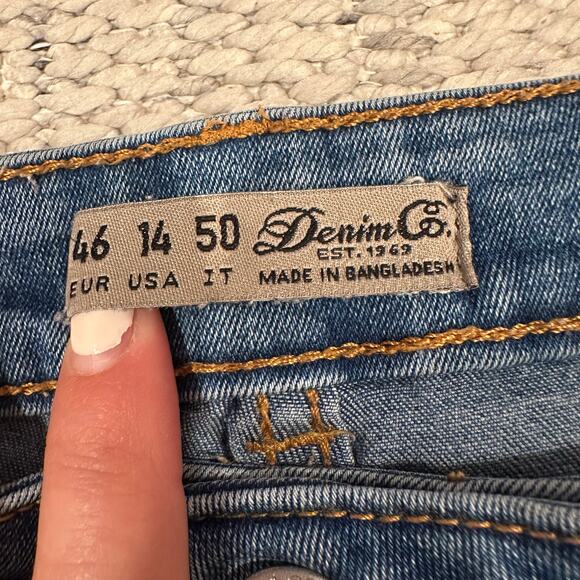 46 14 50 Denim Co.
EUR USA IT EST. 1969
MADE IN BANGLADESH